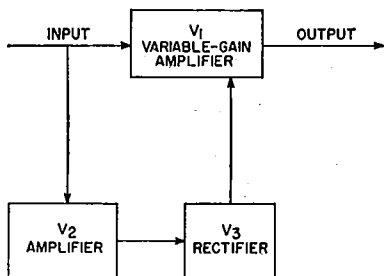 INPUT
V1
VARIABLE-GAIN
AMPLIFIER
OUTPUT
V2
AMPLIFIER
V3
RECTIFIER